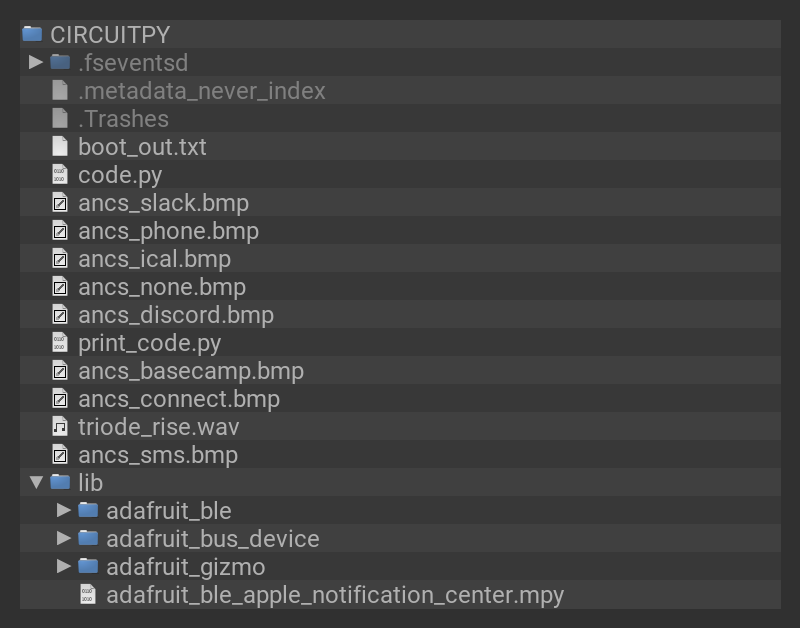 CIRCUITPY
.fseventsd
.metadata_never_index
.Trashes
boot_out.txt
code.py
ancs_slack.bmp
ancs_phone.bmp
ancs_ical.bmp
ancs_none.bmp
ancs_discord.bmp
print_code.py
ancs_basecamp.bmp
ancs_connect.bmp
triode_rise.wav
ancs_sms.bmp
lib
adafruit_ble
adafruit_bus_device
adafruit_gizmo
adafruit_ble_apple_notification_center.mpy